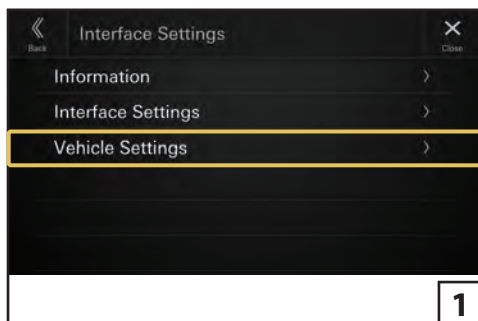 Back
Interface Settings
Close
Information
Interface Settings
Vehicle Settings
1